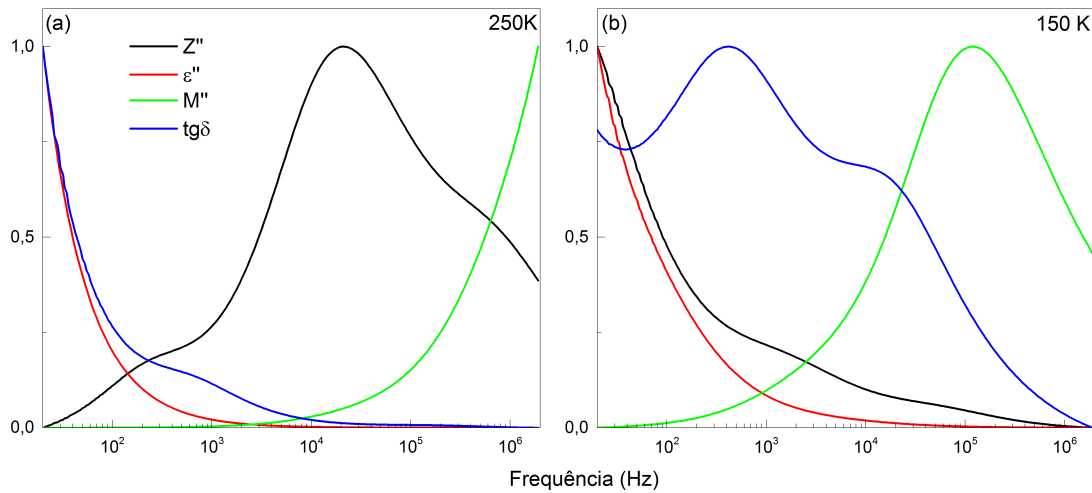 (a)
250K
Z"
ε"
M"
tgδ
1,0
0,5
0,0
10²
10³
10⁴
10⁵
10⁶
(b)
150 K
1,0
0,5
0,0
10²
10³
10⁴
10⁵
10⁶
Frequência (Hz)